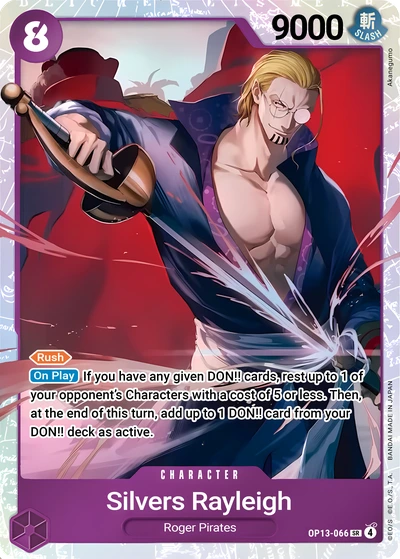 8
9000
斬
SLASH
Akanegumo
Rush
On Play If you have any given DON!! cards, rest up to 1 of
your opponent's Characters with a cost of 5 or less. Then,
at the end of this turn, add up to 1 DON!! card from your
DON!! deck as active.
CHARACTER
Silvers Rayleigh
Roger Pirates
OP13-066 SR 4
©E.O/S. ©E.O./S., T.A. BANDAI MADE IN JAPAN